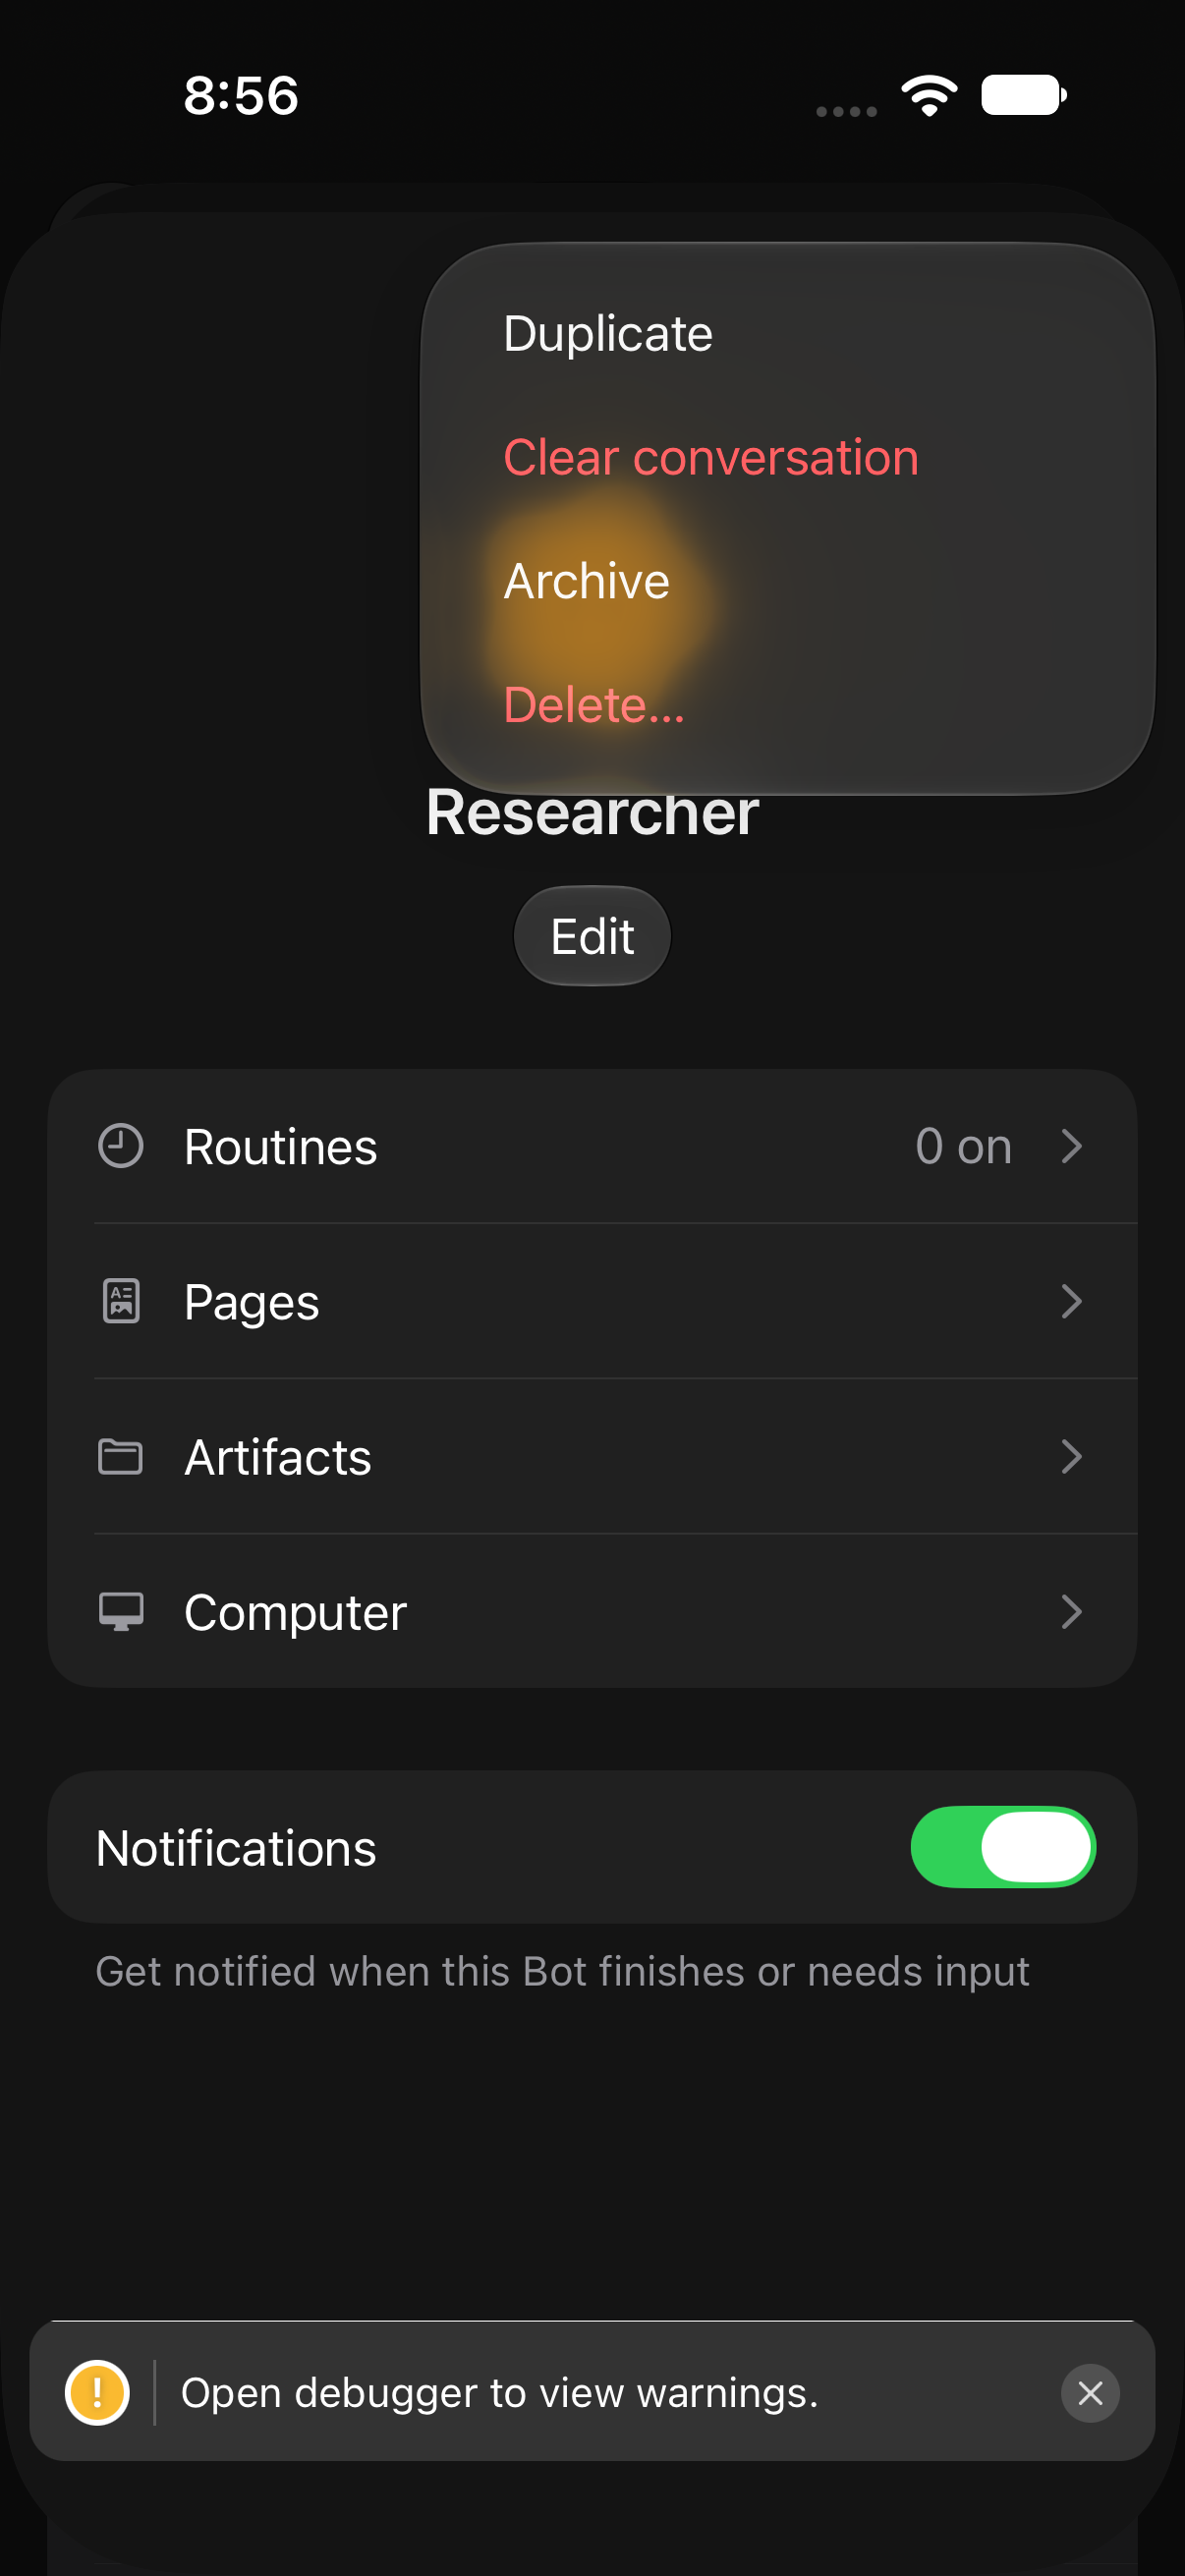 8:56
Duplicate
Clear conversation
Archive
Delete...
Researcher
Edit
Routines 0 on
Pages
Artifacts
Computer
Notifications
Get notified when this Bot finishes or needs input
! Open debugger to view warnings.